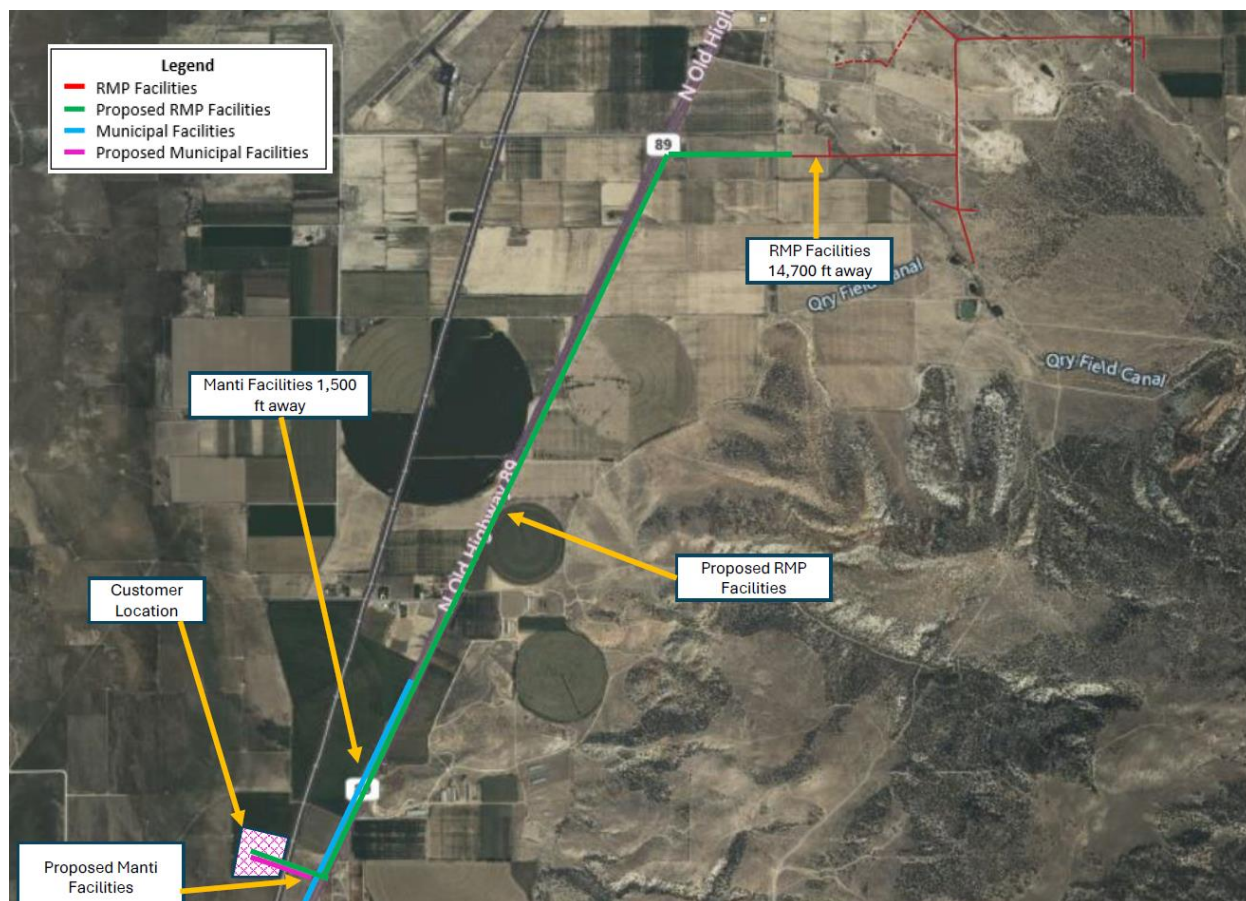 Legend
RMP Facilities
Proposed RMP Facilities
Municipal Facilities
Proposed Municipal Facilities
N Old High
89
RMP Facilities
14,700 ft away
Qry Field Canal
Qry Field Canal
Manti Facilities 1,500
ft away
N Old Highway 89
Proposed RMP
Facilities
Customer
Location
Proposed Manti
Facilities